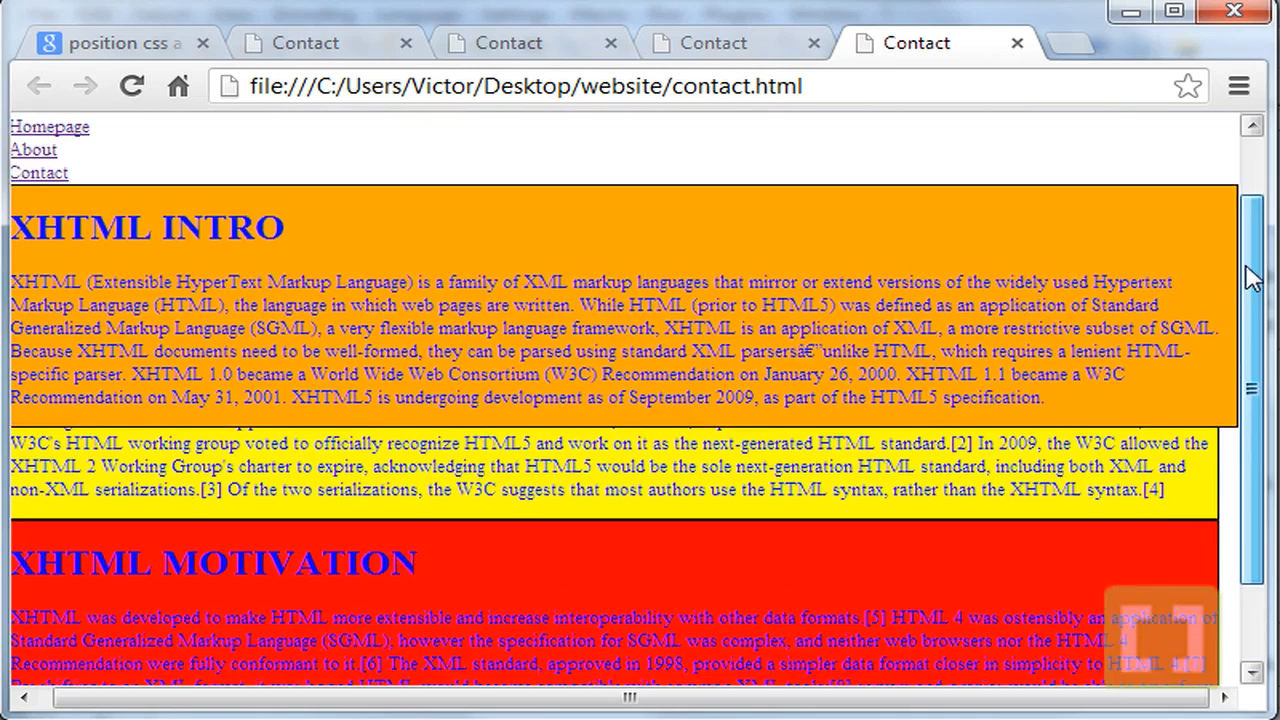 position css a
Contact
Contact
Contact
Contact
file:///C:/Users/Victor/Desktop/website/contact.html
Homepage
About
Contact
XHTML INTRO
XHTML (Extensible HyperText Markup Language) is a family of XML markup languages that mirror or extend versions of the widely used Hypertext
Markup Language (HTML), the language in which web pages are written. While HTML (prior to HTML5) was defined as an application of Standard
Generalized Markup Language (SGML), a very flexible markup language framework, XHTML is an application of XML, a more restrictive subset of SGML.
Because XHTML documents need to be well-formed, they can be parsed using standard XML parsersâ€”unlike HTML, which requires a lenient HTML-
specific parser. XHTML 1.0 became a World Wide Web Consortium (W3C) Recommendation on January 26, 2000. XHTML 1.1 became a W3C
Recommendation on May 31, 2001. XHTML5 is undergoing development as of September 2009, as part of the HTML5 specification.
W3C's HTML working group voted to officially recognize HTML5 and work on it as the next-generated HTML standard.[2] In 2009, the W3C allowed the
XHTML 2 Working Group's charter to expire, acknowledging that HTML5 would be the sole next-generation HTML standard, including both XML and
non-XML serializations.[3] Of the two serializations, the W3C suggests that most authors use the HTML syntax, rather than the XHTML syntax.[4]
XHTML MOTIVATION
XHTML was developed to make HTML more extensible and increase interoperability with other data formats.[5] HTML 4 was ostensibly an application of
Standard Generalized Markup Language (SGML), however the specification for SGML was complex, and neither web browsers nor the HTML 4
Recommendation were fully conformant to it.[6] The XML standard, approved in 1998, provided a simpler data format closer in simplicity to HTML 4.[7]